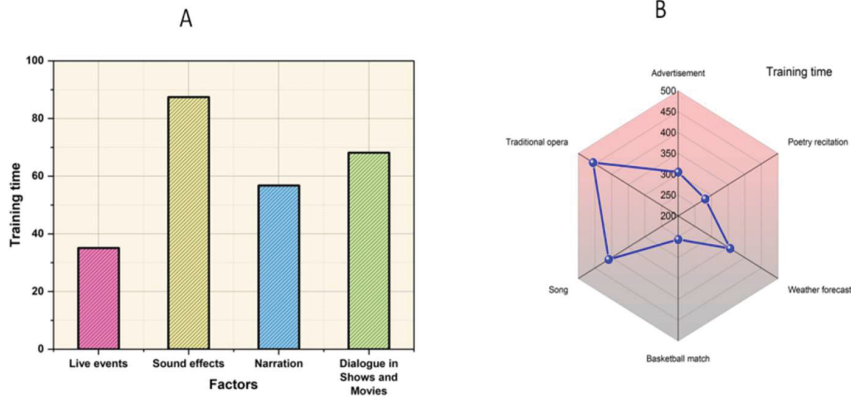 A
100
80
60
40
20
0
Training time
Live events
Sound effects
Narration
Dialogue in
Shows and
Movies
Factors
B
Training time
Advertisement
500
450
400
350
300
250
200
Traditional opera
Poetry recitation
Song
Weather forecast
Basketball match